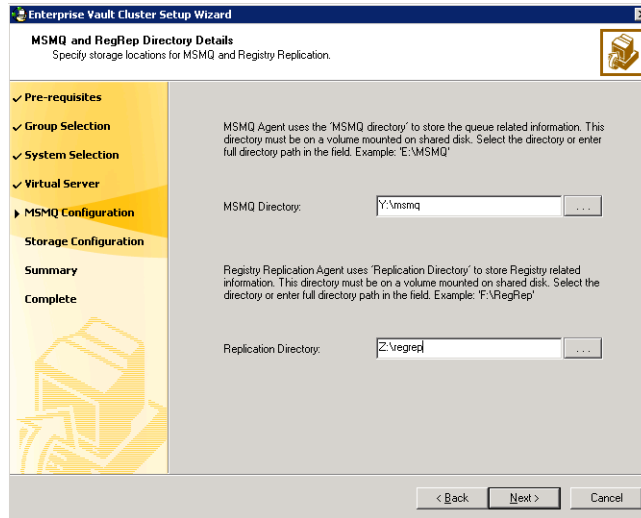 Enterprise Vault Cluster Setup Wizard
MSMQ and RegRep Directory Details
Specify storage locations for MSMQ and Registry Replication.
Pre-requisites
Group Selection
System Selection
Virtual Server
MSMQ Configuration
Storage Configuration
Summary
Complete
MSMQ Agent uses the 'MSMQ directory' to store the queue related information. This
directory must be on a volume mounted on shared disk. Select the directory or enter
full directory path in the field. Example: 'E:\MSMQ'
MSMQ Directory:
Y:\msmq
...
Registry Replication Agent uses 'Replication Directory' to store Registry related
information. This directory must be on a volume mounted on shared disk. Select the
directory or enter full directory path in the field. Example: 'F:\RegRep'
Replication Directory:
Z:\regrep
...
< Back
Next >
Cancel